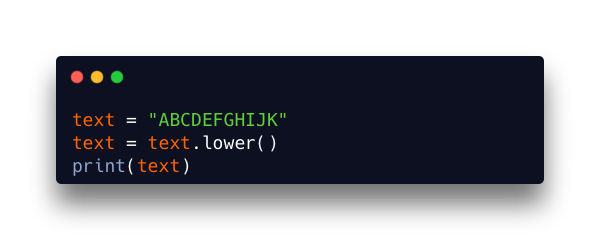 text = "ABCDEFGHIJK"
text = text.lower()
print(text)